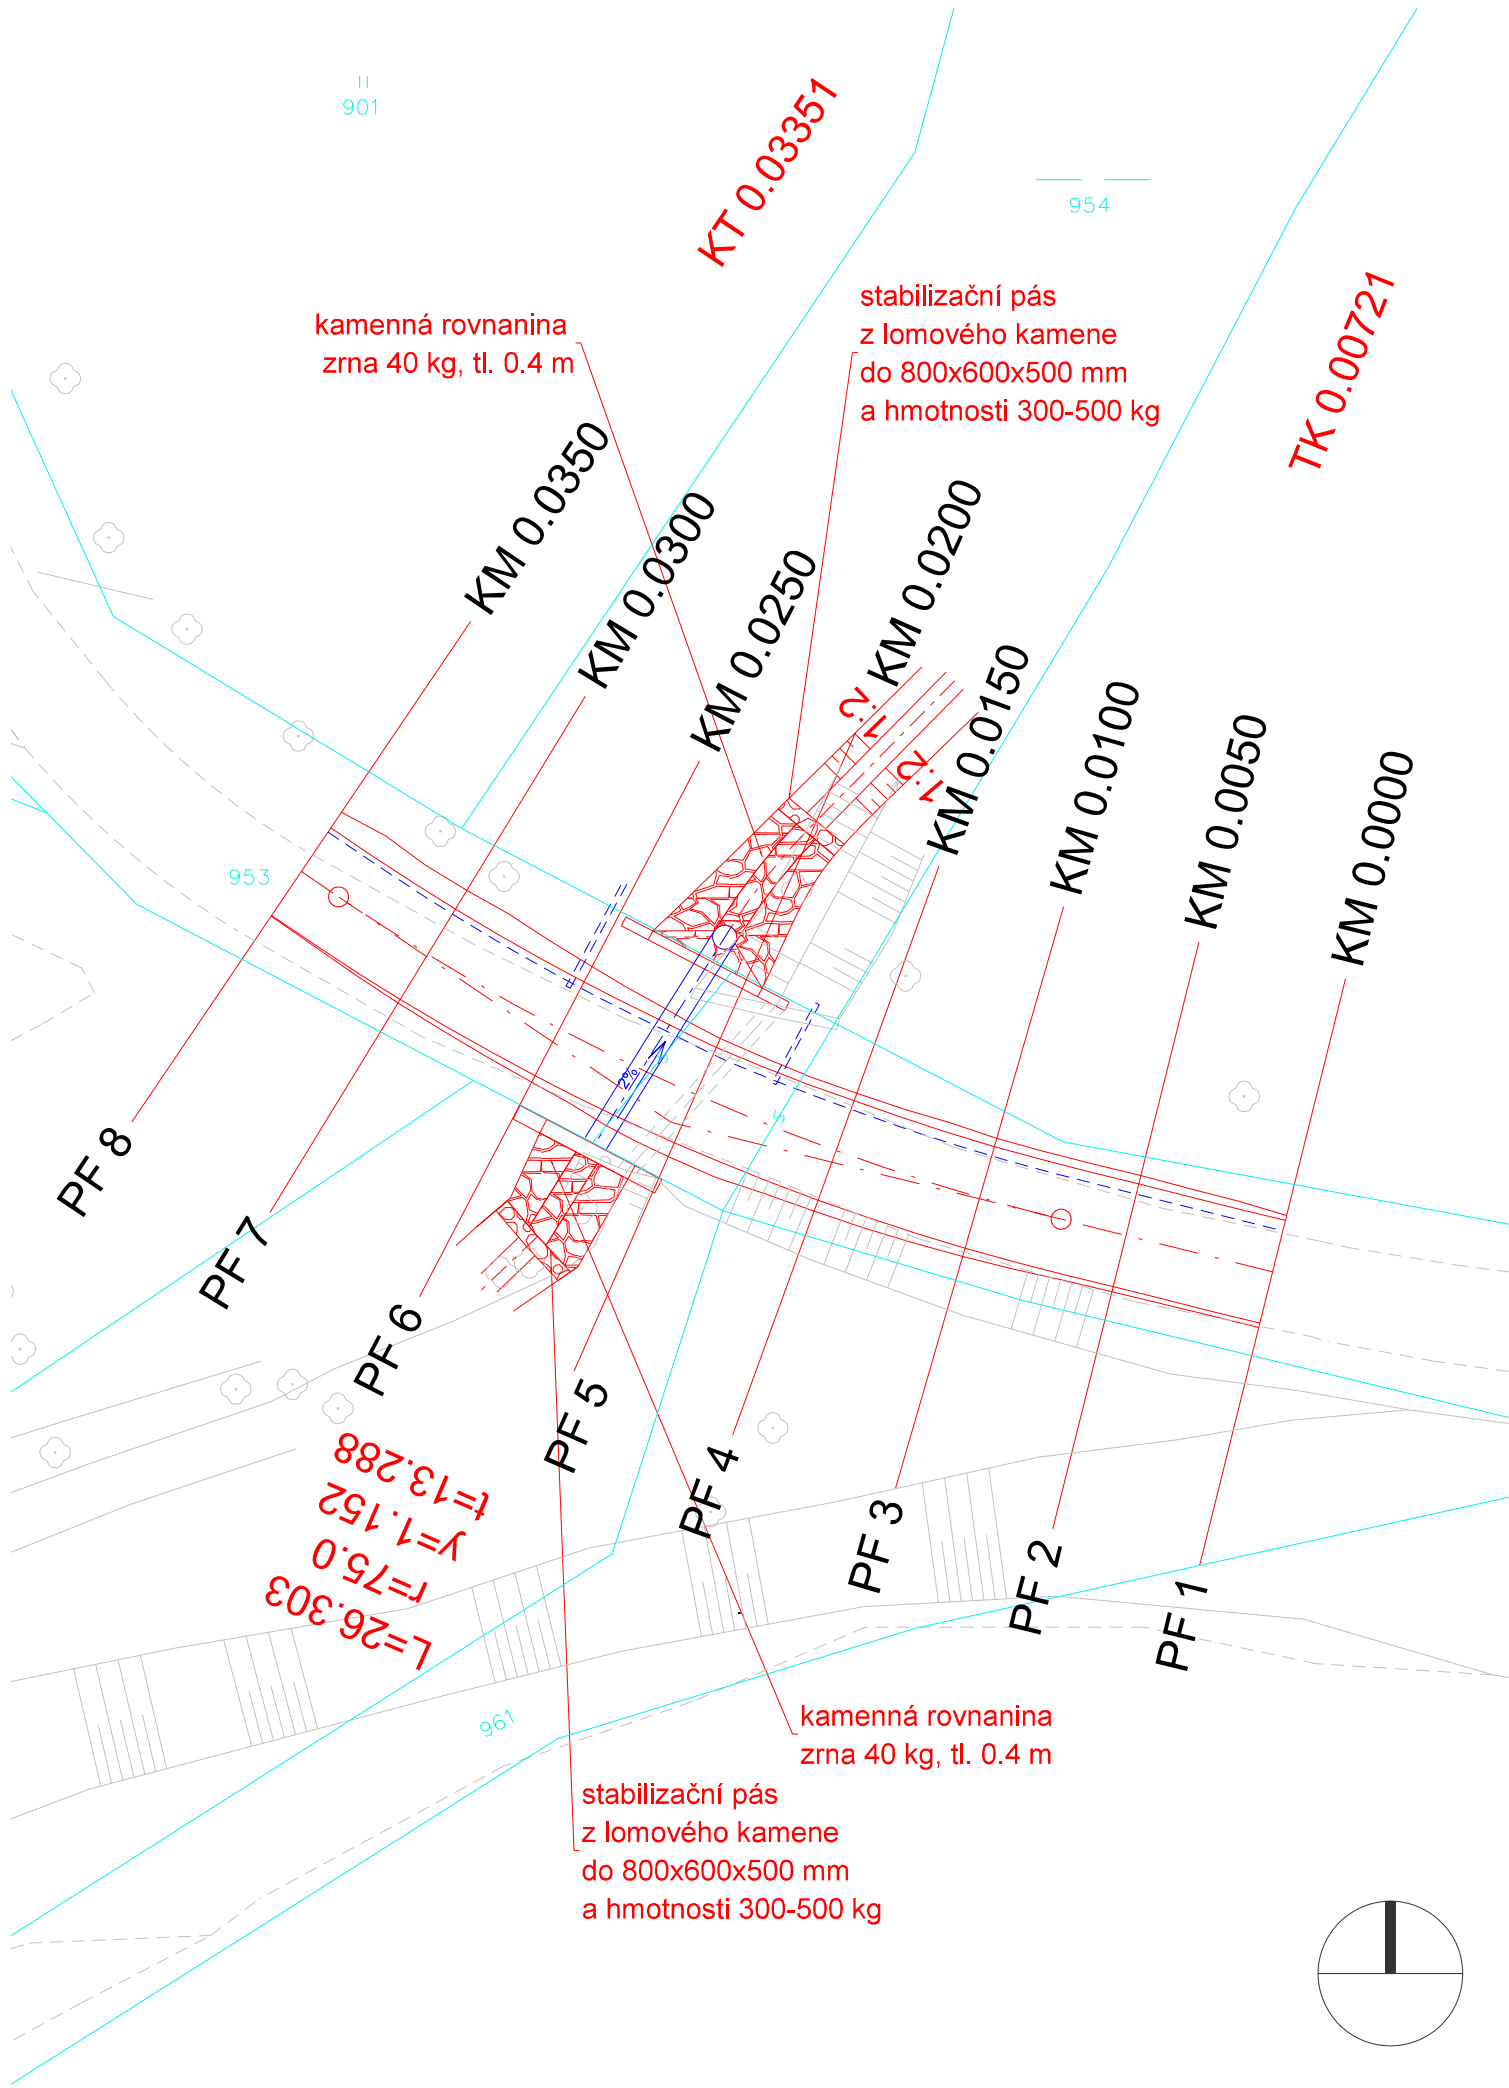 901
KT 0.03351
954
stabilizační pás
z lomového kamene
do 800x600x500 mm
a hmotnosti 300-500 kg
kamenná rovnanina
zrna 40 kg, tl. 0.4 m
TK 0.00721
KM 0.0350
KM 0.0300
KM 0.0250
KM 0.0200
KM 0.0150
KM 0.0100
KM 0.0050
KM 0.0000
1:2
1:2
953
2%
PF 8
PF 7
PF 6
PF 5
PF 4
PF 3
PF 2
PF 1
L=26.303
r=75.0
y=1.152
t=13.288
961
kamenná rovnanina
zrna 40 kg, tl. 0.4 m
stabilizační pás
z lomového kamene
do 800x600x500 mm
a hmotnosti 300-500 kg